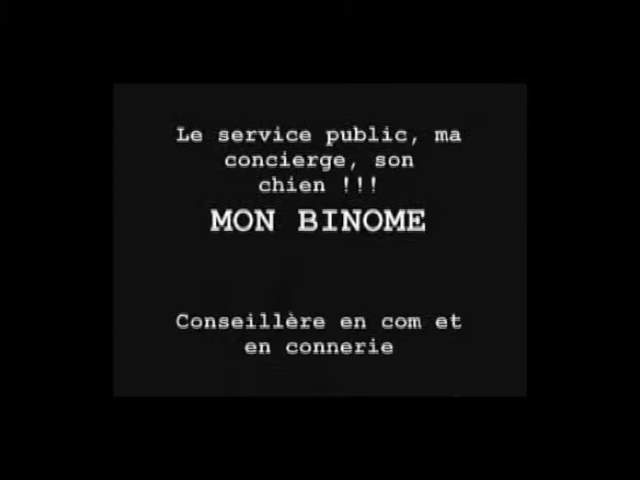 Le service public, ma
concierge, son
chien !!!
MON BINOME
Conseillère en com et
en connerie